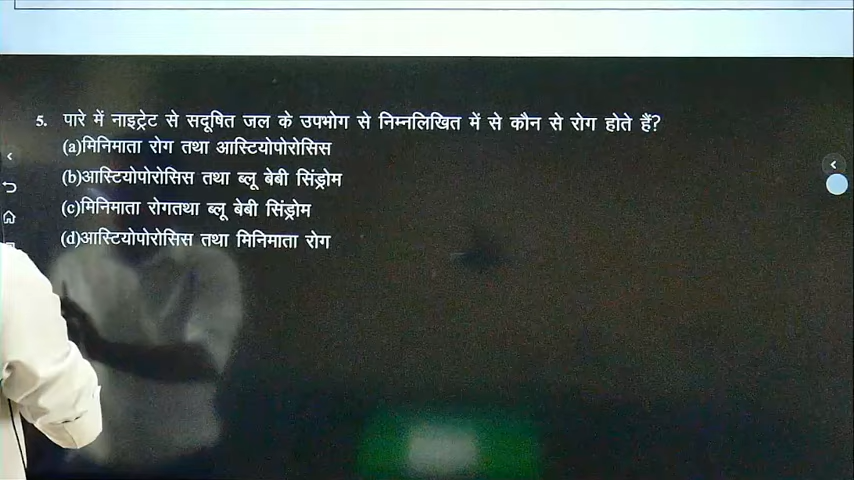 5. पारे में नाइट्रेट से सदूषित जल के उपभोग से निम्नलिखित में से कौन से रोग होते हैं?
(a)मिनिमाता रोग तथा आस्टियोपोरोसिस
(b)आस्टियोपोरोसिस तथा ब्लू बेबी सिंड्रोम
(c)मिनिमाता रोगतथा ब्लू बेबी सिंड्रोम
(d)आस्टियोपोरोसिस तथा मिनिमाता रोग